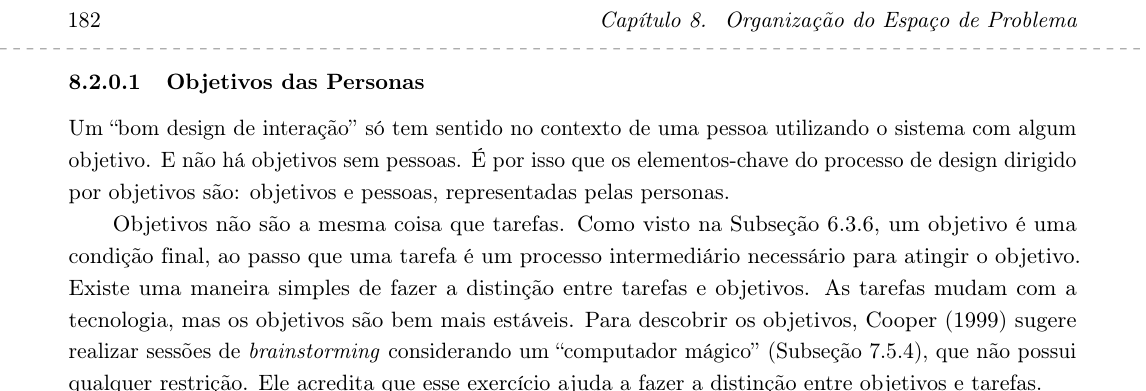 182 Capítulo 8. Organização do Espaço de Problema
8.2.0.1 Objetivos das Personas
Um “bom design de interação” só tem sentido no contexto de uma pessoa utilizando o sistema com algum
objetivo. E não há objetivos sem pessoas. É por isso que os elementos-chave do processo de design dirigido
por objetivos são: objetivos e pessoas, representadas pelas personas.
Objetivos não são a mesma coisa que tarefas. Como visto na Subseção 6.3.6, um objetivo é uma
condição final, ao passo que uma tarefa é um processo intermediário necessário para atingir o objetivo.
Existe uma maneira simples de fazer a distinção entre tarefas e objetivos. As tarefas mudam com a
tecnologia, mas os objetivos são bem mais estáveis. Para descobrir os objetivos, Cooper (1999) sugere
realizar sessões de brainstorming considerando um “computador mágico” (Subseção 7.5.4), que não possui
qualquer restrição. Ele acredita que esse exercício ajuda a fazer a distinção entre objetivos e tarefas.